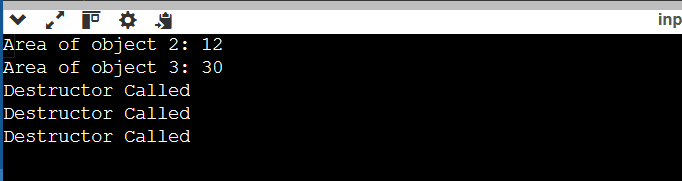 inp
Area of object 2: 12
Area of object 3: 30
Destructor Called
Destructor Called
Destructor Called